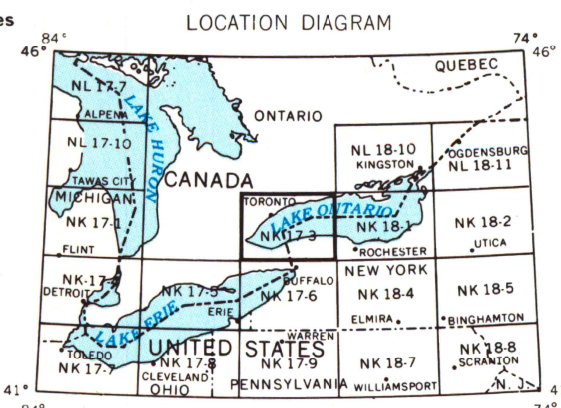 es
LOCATION DIAGRAM
84° 74°
46° 46°
QUEBEC
NL 17-7
ALPENA
LAKE HURON
ONTARIO
NL 17-10
NL 18-10
KINGSTON
OGDENSBURG
NL 18-11
TAWAS CITY
CANADA
MICHIGAN
NK 17-1
TORONTO
LAKE ONTARIO
NK 17-3
NK 18-1
NK 18-2
FLINT
ROCHESTER
UTICA
NK-17
DETROIT
NK 17-5
BUFFALO
NK 17-6
NEW YORK
NK 18-4
NK 18-5
ERIE
ELMIRA
BINGHAMTON
LAKE ERIE
WARREN
UNITED STATES
TOLEDO
NK 17-7
NK 17-8
CLEVELAND
OHIO
NK 17-9
PENNSYLVANIA
NK 18-7
WILLIAMSPORT
NK 18-8
SCRANTON
N. J.
41° 40°